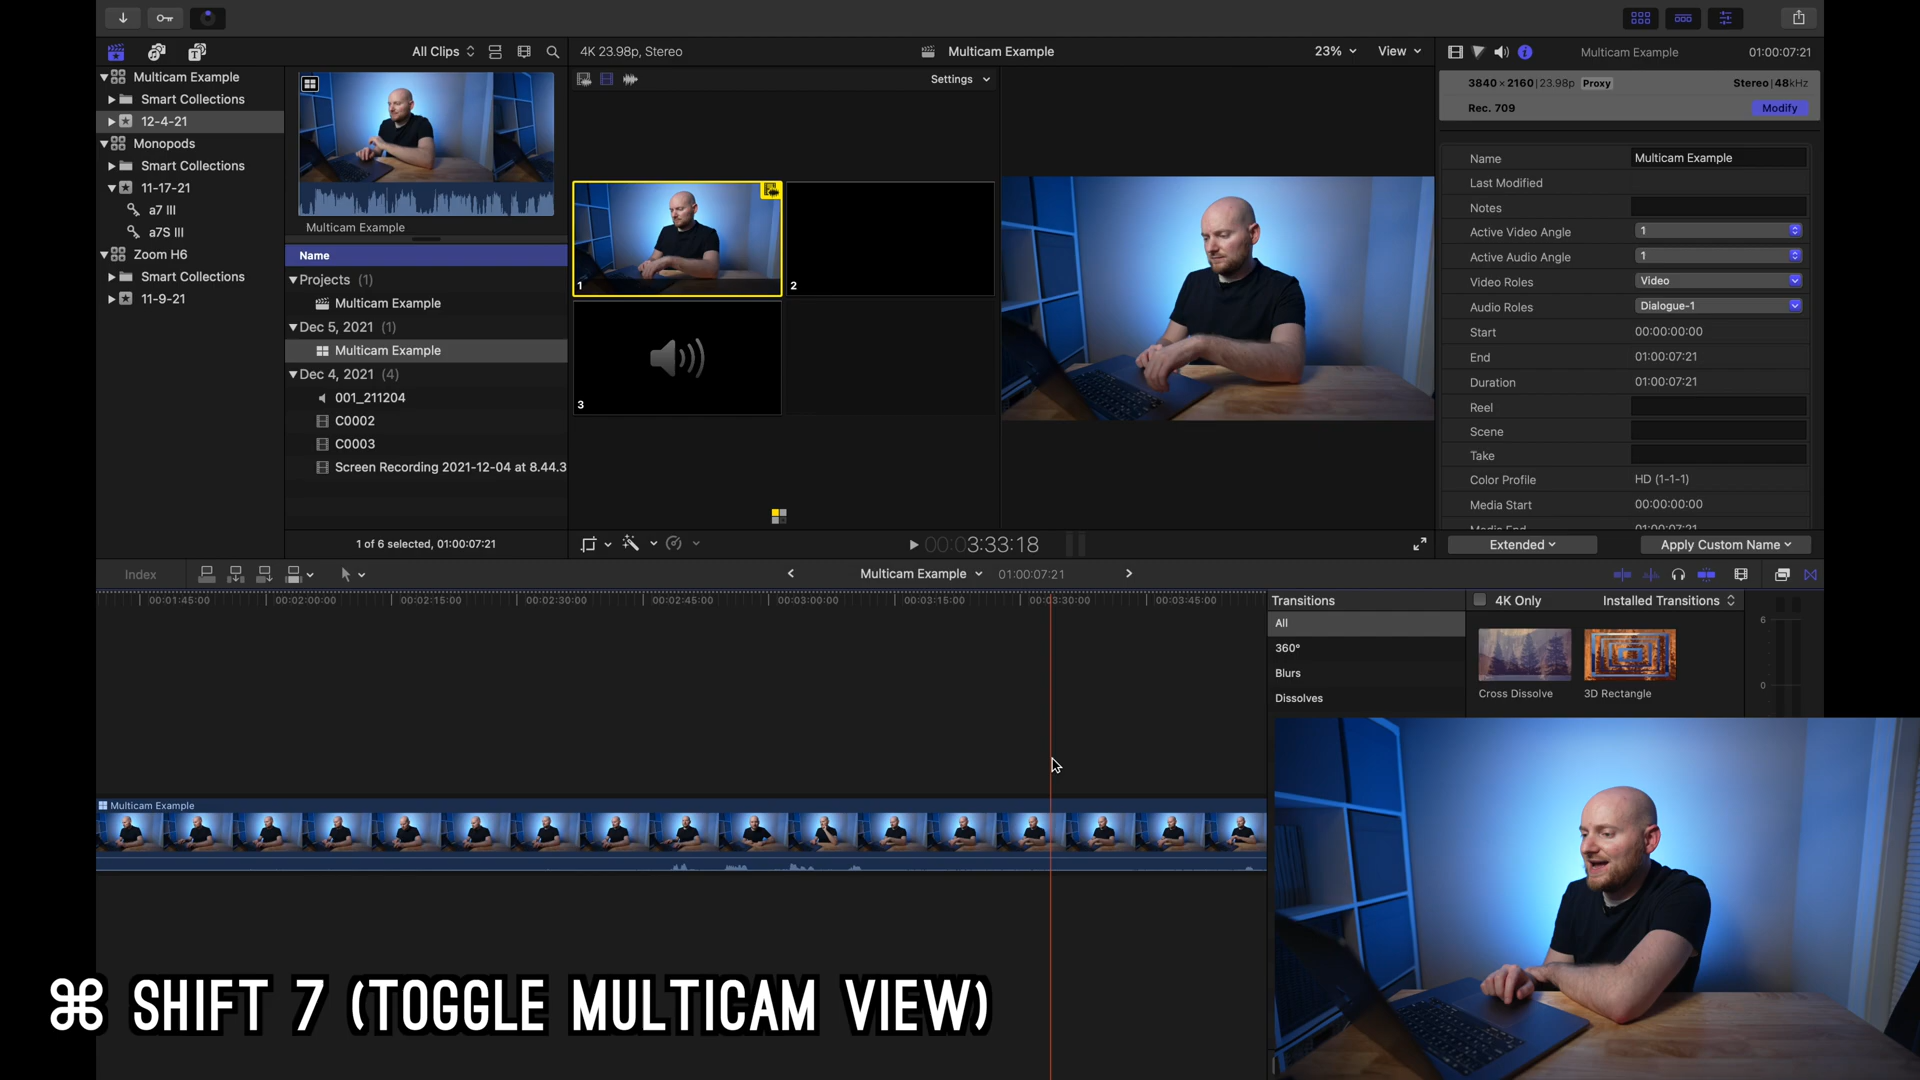 All Clips
4K 23.98p, Stereo
Multicam Example
23%
View
Multicam Example
01:00:07:21
Multicam Example
Smart Collections
12-4-21
Monopods
Smart Collections
11-17-21
a7 III
a7S III
Zoom H6
Smart Collections
11-9-21
Multicam Example
Name
Projects (1)
Multicam Example
Dec 5, 2021 (1)
Multicam Example
Dec 4, 2021 (4)
001_211204
C0002
C0003
Screen Recording 2021-12-04 at 8.44.3
1 of 6 selected, 01:00:07:21
Settings
1
2
3
00:03:33:18
3840 × 2160 | 23.98p Proxy
Stereo | 48kHz
Rec. 709
Modify
Name Multicam Example
Last Modified
Notes
Active Video Angle 1
Active Audio Angle 1
Video Roles Video
Audio Roles Dialogue-1
Start 00:00:00:00
End 01:00:07:21
Duration 01:00:07:21
Reel
Scene
Take
Color Profile HD (1-1-1)
Media Start 00:00:00:00
Media End 01:00:07:21
Extended
Apply Custom Name
Index
Multicam Example
01:00:07:21
00:01:45:00 00:02:00:00 00:02:15:00 00:02:30:00 00:02:45:00 00:03:00:00 00:03:15:00 00:03:30:00 00:03:45:00
Multicam Example
Transitions
4K Only
Installed Transitions
All
360°
Blurs
Dissolves
Cross Dissolve
3D Rectangle
6
0
⌘ SHIFT 7 (TOGGLE MULTICAM VIEW)